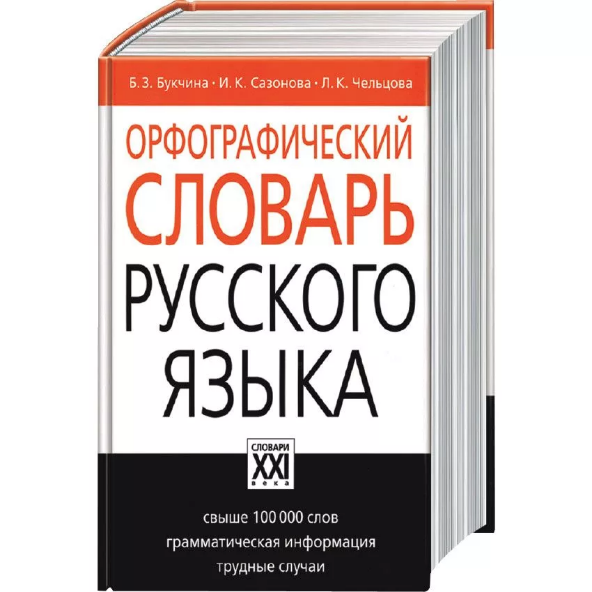 Б. З. Букчина • И. К. Сазонова • Л. К. Чельцова
ОРФОГРАФИЧЕСКИЙ
СЛОВАРЬ
РУССКОГО
ЯЗЫКА
СЛОВАРИ
XXI
века
свыше 100 000 слов
грамматическая информация
трудные случаи